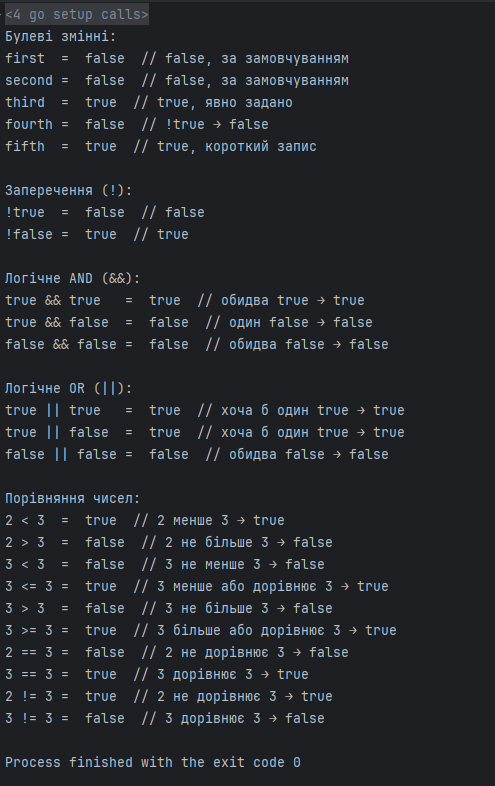 <4 go setup calls>
Булеві змінні:
first  =  false  // false, за замовчуванням
second =  false  // false, за замовчуванням
third  =  true  // true, явно задано
fourth =  false  // !true → false
fifth  =  true  // true, короткий запис
Заперечення (!):
!true  =  false  // false
!false =  true  // true
Логічне AND (&&):
true && true   =  true  // обидва true → true
true && false  =  false  // один false → false
false && false =  false  // обидва false → false
Логічне OR (||):
true || true   =  true  // хоча б один true → true
true || false  =  true  // хоча б один true → true
false || false =  false  // обидва false → false
Порівняння чисел:
2 < 3  =  true  // 2 менше 3 → true
2 > 3  =  false  // 2 не більше 3 → false
3 < 3  =  false  // 3 не менше 3 → false
3 <= 3 =  true  // 3 менше або дорівнює 3 → true
3 > 3  =  false  // 3 не більше 3 → false
3 >= 3 =  true  // 3 більше або дорівнює 3 → true
2 == 3 =  false  // 2 не дорівнює 3 → false
3 == 3 =  true  // 3 дорівнює 3 → true
2 != 3 =  true  // 2 не дорівнює 3 → true
3 != 3 =  false  // 3 дорівнює 3 → false
Process finished with the exit code 0